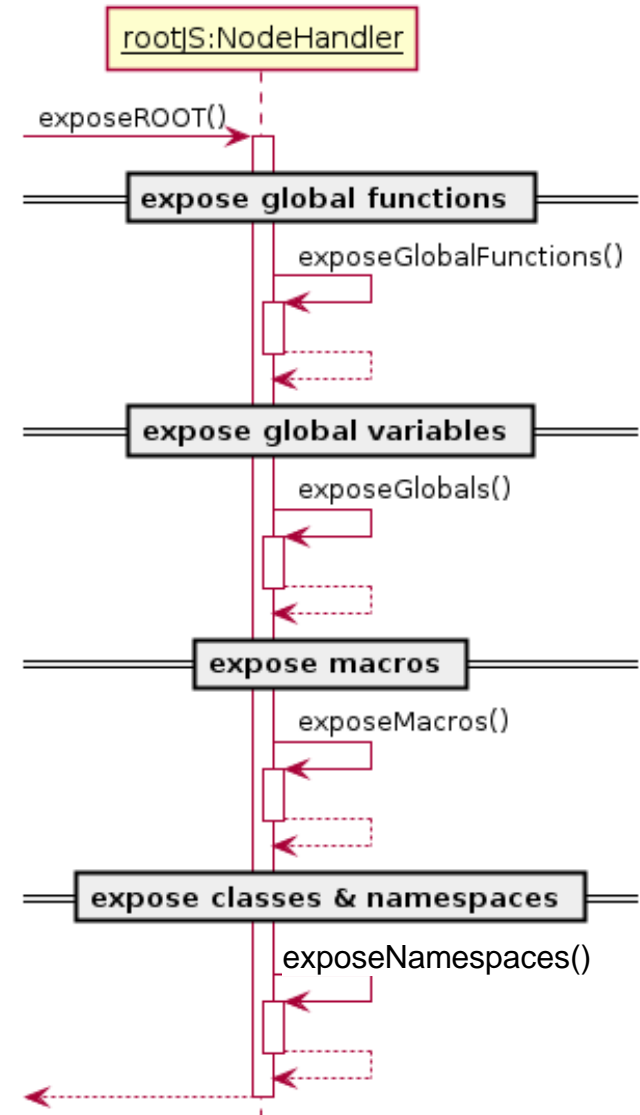 rootJS:NodeHandler
exposeROOT()
expose global functions
exposeGlobalFunctions()
expose global variables
exposeGlobals()
expose macros
exposeMacros()
expose classes & namespaces
exposeNamespaces()